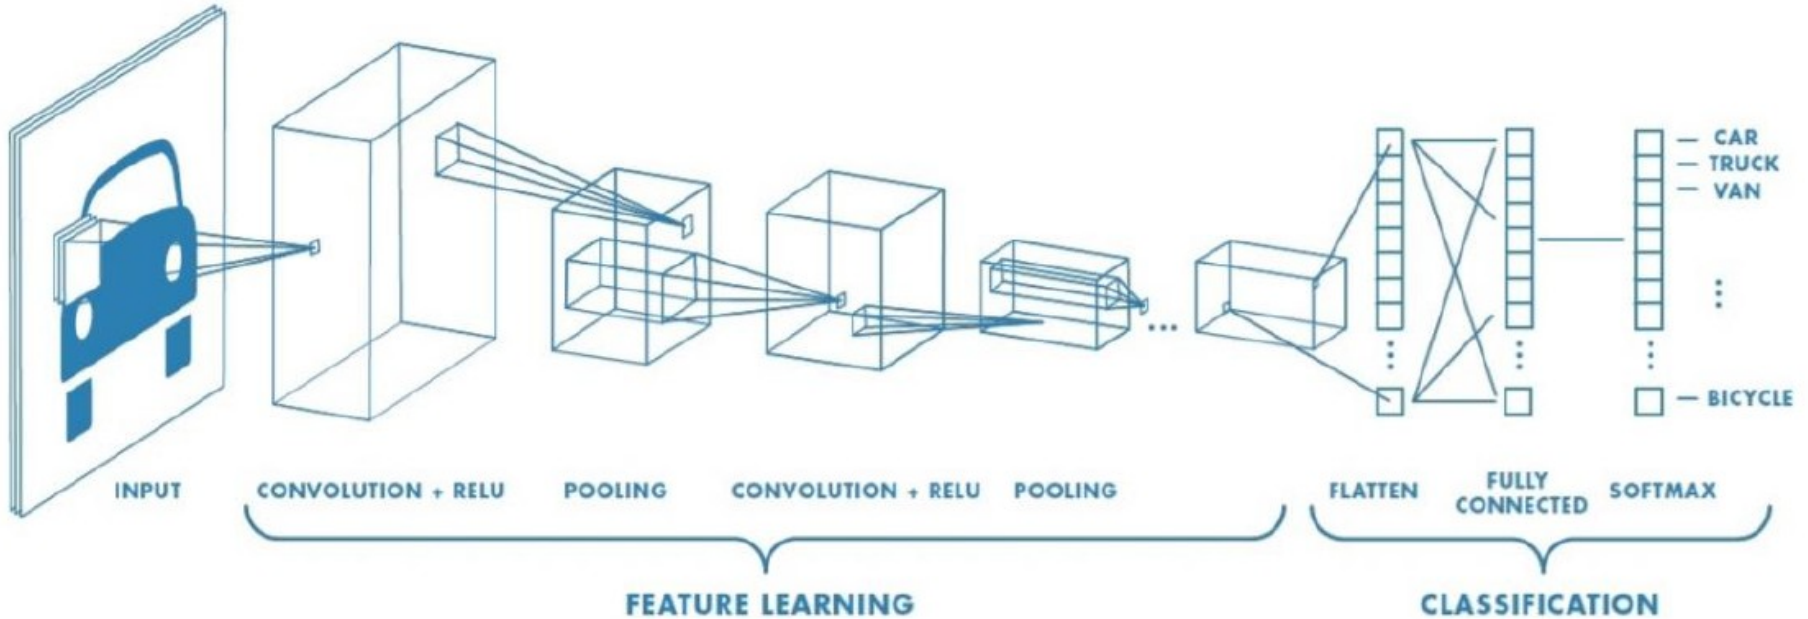 CAR
TRUCK
VAN
BICYCLE
INPUT
CONVOLUTION + RELU
POOLING
CONVOLUTION + RELU
POOLING
FLATTEN
FULLY
CONNECTED
SOFTMAX
FEATURE LEARNING
CLASSIFICATION